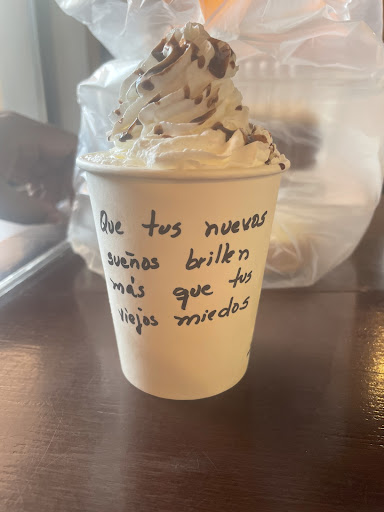 Que tus nuevos
sueños brillen
más que tus
viejos miedos